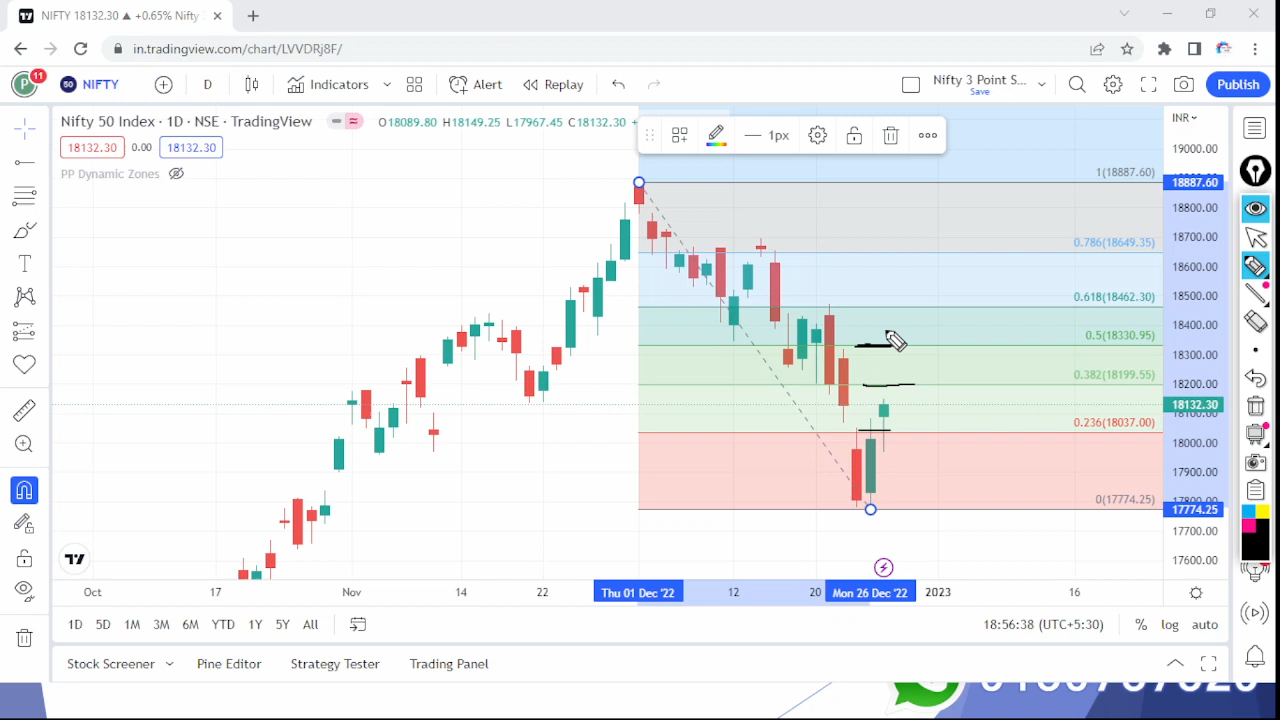 NIFTY 18132.30 ▲ +0.65% Nifty
in.tradingview.com/chart/LVVDRj8F/
P 11 50 NIFTY D Indicators Alert Replay Nifty 3 Point S... Save Publish
Nifty 50 Index · 1D · NSE · TradingView O18089.80 H18149.25 L17967.45 C18132.30 1px INR
18132.30 0.00 18132.30
PP Dynamic Zones
19000.00
1(18887.60) 18887.60
18800.00
18700.00
0.786(18649.35)
18600.00
18500.00
0.618(18462.30)
18400.00
0.5(18330.95)
18300.00
0.382(18199.55) 18200.00
18132.30
18100.00
0.236(18037.00)
18000.00
17900.00
0(17774.25) 17800.00
17774.25
17700.00
17600.00
Oct 17 Nov 14 22 Thu 01 Dec '22 12 20 Mon 26 Dec '22 2023 16
1D 5D 1M 3M 6M YTD 1Y 5Y All 18:56:38 (UTC+5:30) % log auto
Stock Screener Pine Editor Strategy Tester Trading Panel